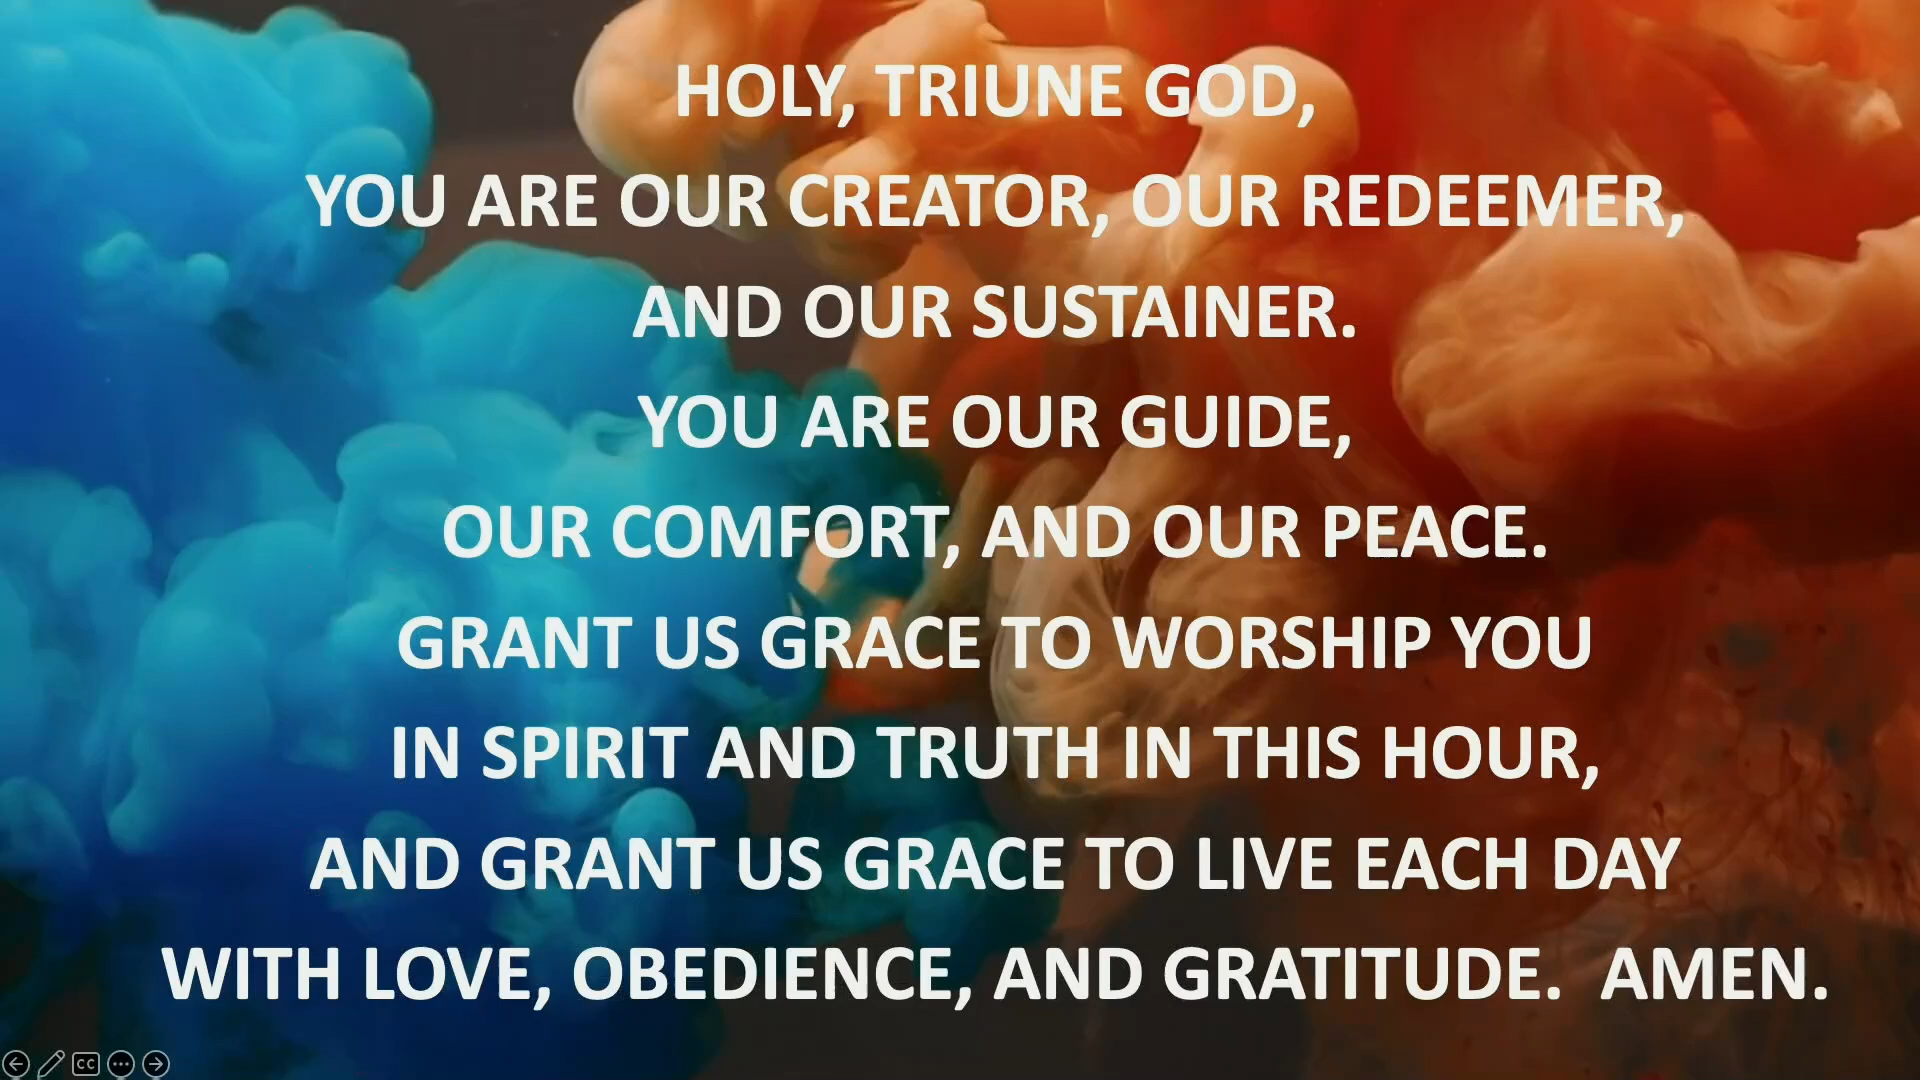 HOLY, TRIUNE GOD,
YOU ARE OUR CREATOR, OUR REDEEMER,
AND OUR SUSTAINER.
YOU ARE OUR GUIDE,
OUR COMFORT, AND OUR PEACE.
GRANT US GRACE TO WORSHIP YOU
IN SPIRIT AND TRUTH IN THIS HOUR,
AND GRANT US GRACE TO LIVE EACH DAY
WITH LOVE, OBEDIENCE, AND GRATITUDE.  AMEN.
CC